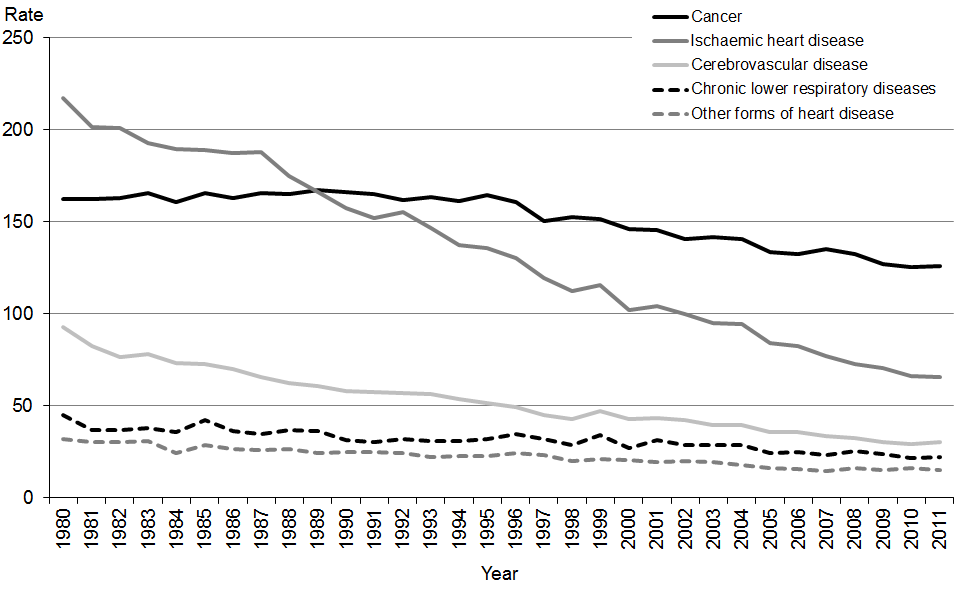 Rate
Cancer
Ischaemic heart disease
Cerebrovascular disease
Chronic lower respiratory diseases
Other forms of heart disease
250
200
150
100
50
0
1980 1981 1982 1983 1984 1985 1986 1987 1988 1989 1990 1991 1992 1993 1994 1995 1996 1997 1998 1999 2000 2001 2002 2003 2004 2005 2006 2007 2008 2009 2010 2011
Year